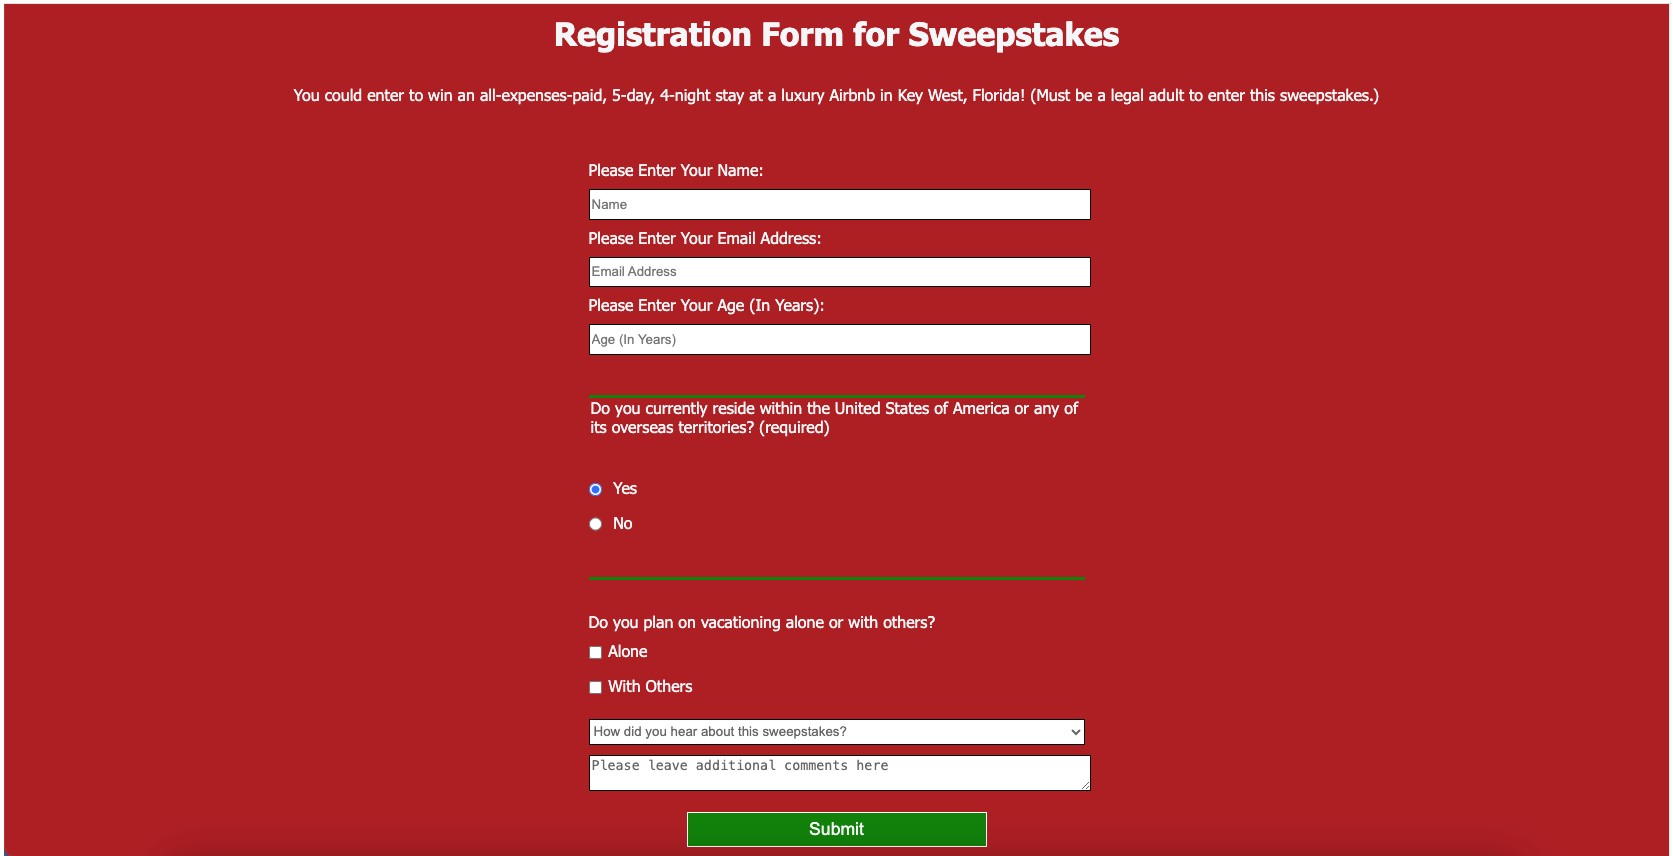 Registration Form for Sweepstakes
You could enter to win an all-expenses-paid, 5-day, 4-night stay at a luxury Airbnb in Key West, Florida! (Must be a legal adult to enter this sweepstakes.)
Please Enter Your Name:
Name
Please Enter Your Email Address:
Email Address
Please Enter Your Age (In Years):
Age (In Years)
Do you currently reside within the United States of America or any of
its overseas territories? (required)
Yes
No
Do you plan on vacationing alone or with others?
Alone
With Others
How did you hear about this sweepstakes?
Please leave additional comments here
Submit